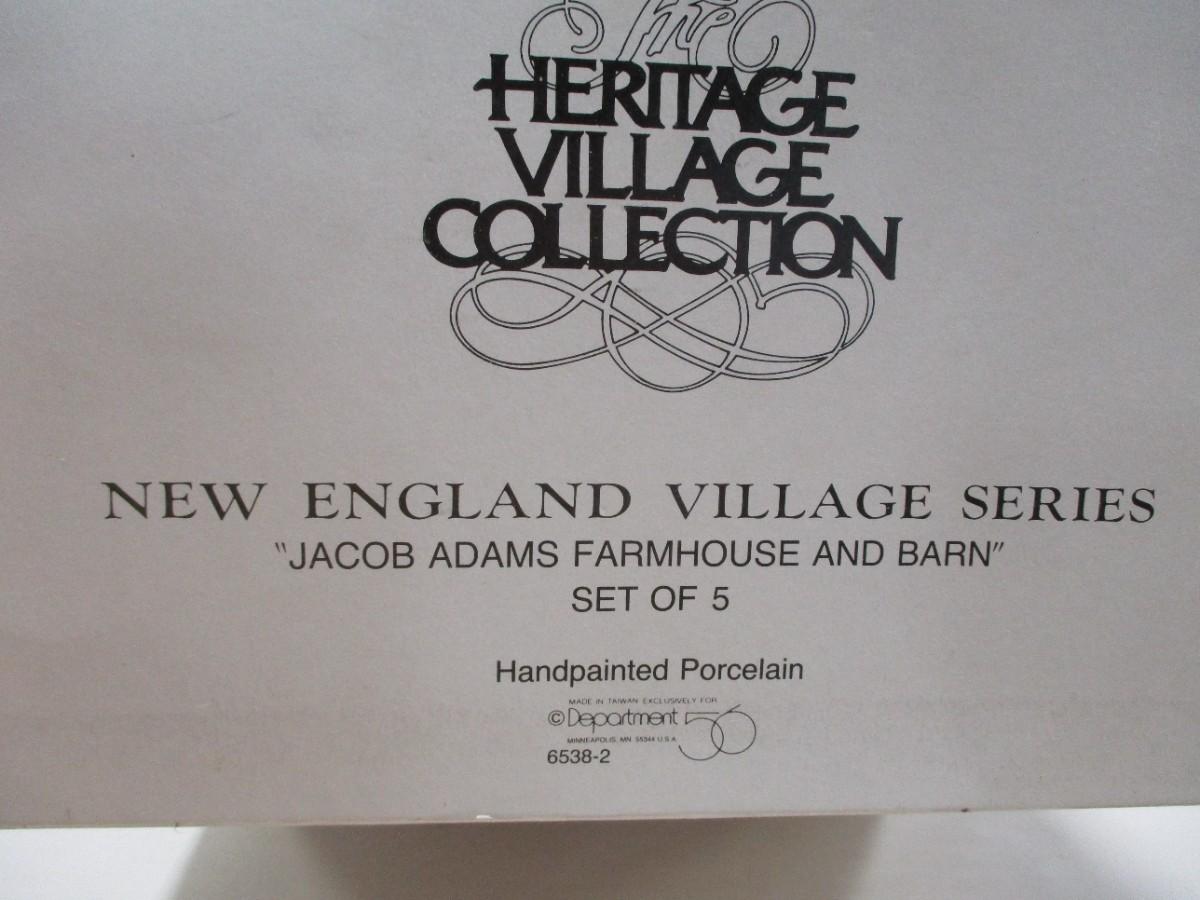 The
HERITAGE
VILLAGE
COLLECTION
NEW ENGLAND VILLAGE SERIES
"JACOB ADAMS FARMHOUSE AND BARN"
SET OF 5
Handpainted Porcelain
MADE IN TAIWAN EXCLUSIVELY FOR
©Department 56
MINNEAPOLIS, MN 55344 U.S.A.
6538-2